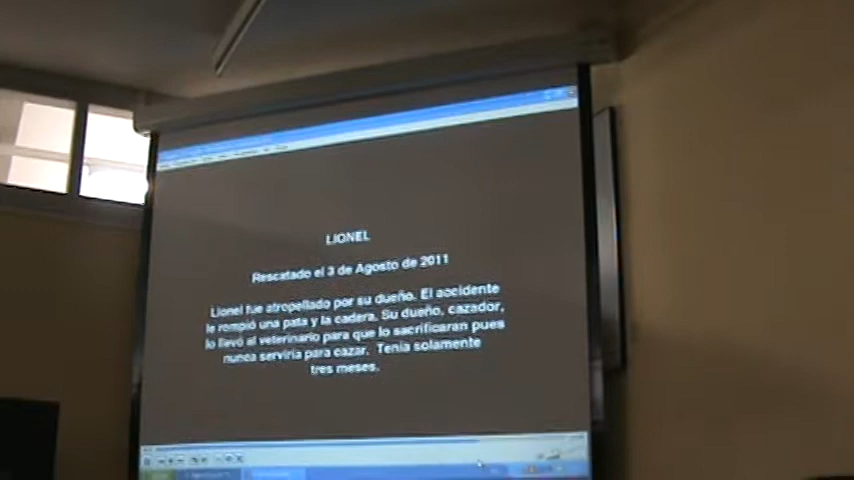 LIONEL
Rescatado el 3 de Agosto de 2011
Lionel fue atropellado por su dueño. El accidente
le rompió una pata y la cadera. Su dueño, cazador,
lo llevó al veterinario para que lo sacrificaran pues
nunca serviría para cazar. Tenía solamente
tres meses.